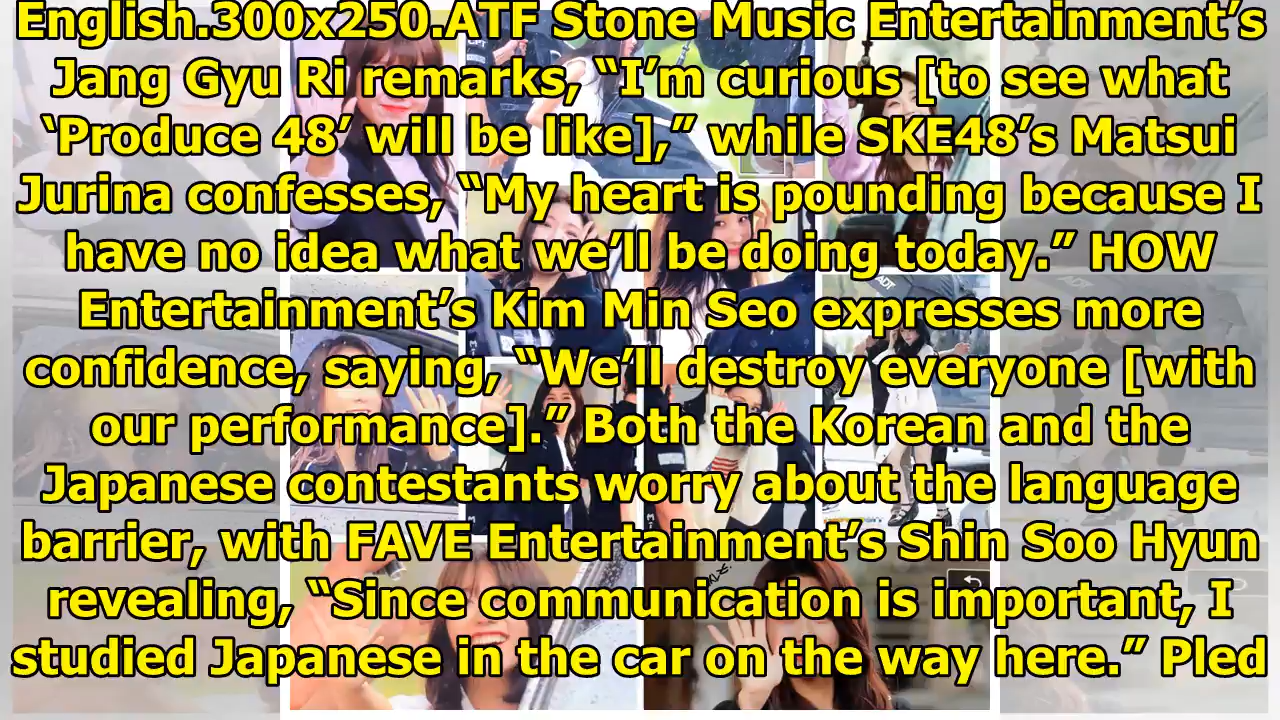 English.300x250.ATF Stone Music Entertainment’s
Jang Gyu Ri remarks, “I’m curious [to see what
‘Produce 48’ will be like],” while SKE48’s Matsui
Jurina confesses, “My heart is pounding because I
have no idea what we’ll be doing today.” HOW
Entertainment’s Kim Min Seo expresses more
confidence, saying, “We’ll destroy everyone [with
our performance].” Both the Korean and the
Japanese contestants worry about the language
barrier, with FAVE Entertainment’s Shin Soo Hyun
revealing, “Since communication is important, I
studied Japanese in the car on the way here.” Pled
ADT